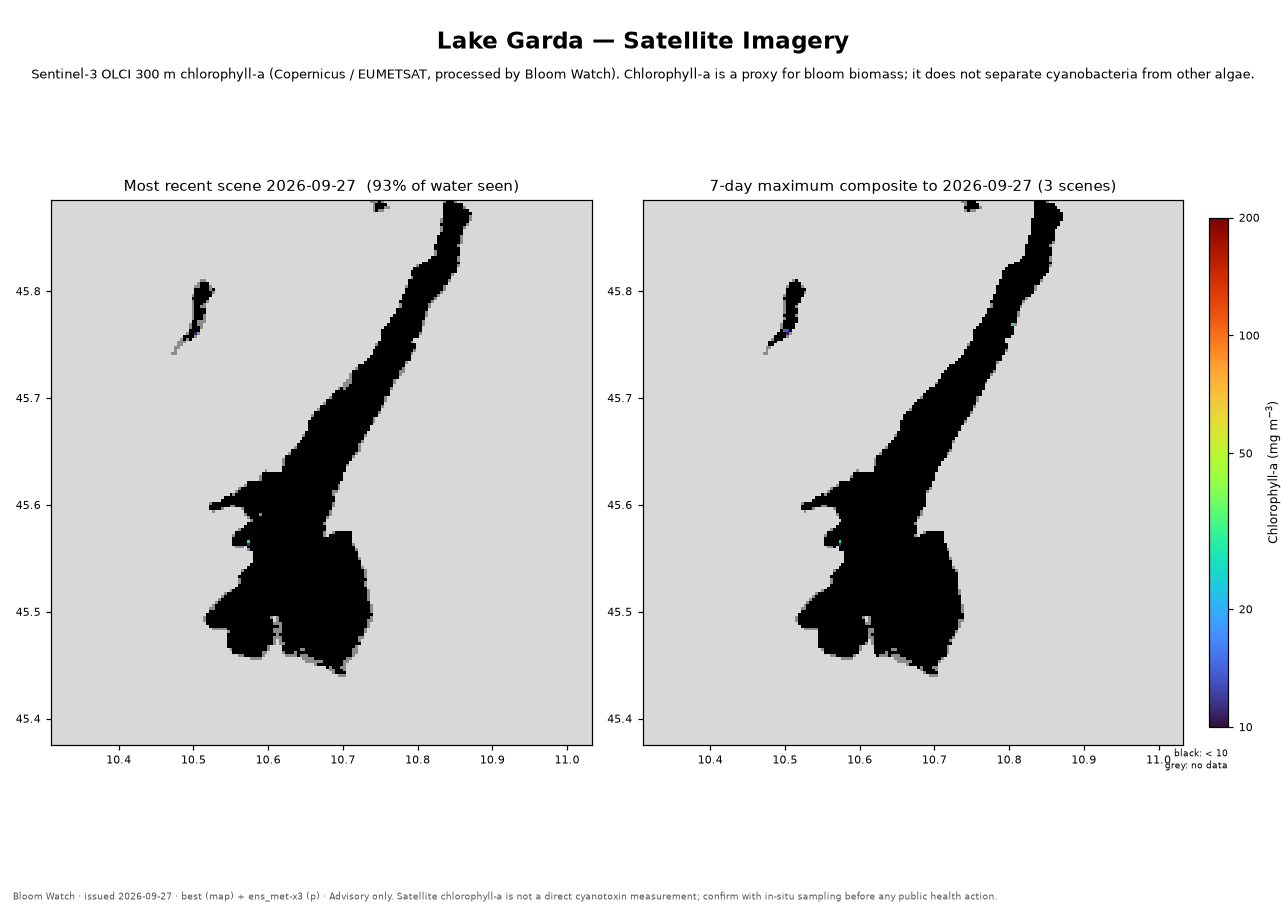 Lake Garda — Satellite Imagery
Sentinel-3 OLCI 300 m chlorophyll-a (Copernicus / EUMETSAT, processed by Bloom Watch). Chlorophyll-a is a proxy for bloom biomass; it does not separate cyanobacteria from other algae.
Most recent scene 2026-09-27 (93% of water seen)
45.8
45.7
45.6
45.5
45.4
10.4 10.5 10.6 10.7 10.8 10.9 11.0
7-day maximum composite to 2026-09-27 (3 scenes)
45.8
45.7
45.6
45.5
45.4
10.4 10.5 10.6 10.7 10.8 10.9 11.0
200
100
50
20
10
Chlorophyll-a (mg m⁻³)
black: < 10
grey: no data
Bloom Watch · issued 2026-09-27 · best (map) + ens_met-x3 (p) · Advisory only. Satellite chlorophyll-a is not a direct cyanotoxin measurement; confirm with in-situ sampling before any public health action.